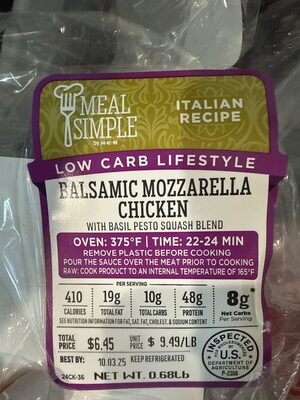 MEAL
SIMPLE
by H-E-B
ITALIAN
RECIPE
LOW CARB LIFESTYLE
BALSAMIC MOZZARELLA
CHICKEN
WITH BASIL PESTO SQUASH BLEND
OVEN: 375°F | TIME: 22-24 MIN
REMOVE PLASTIC BEFORE COOKING
POUR THE SAUCE OVER THE MEAT PRIOR TO COOKING
RAW: COOK PRODUCT TO AN INTERNAL TEMPERATURE OF 165°F
PER SERVING
410 19g 10g 48g 8g*
CALORIES TOTAL FAT TOTAL CARBS PROTEIN Net Carbs
Per Serving
SEE NUTRITION INFORMATION FOR FAT, SAT. FAT, CHOLEST. & SODIUM CONTENT
TOTAL PRICE $6.45 UNIT PRICE $ 9.49/LB
BEST BY: 10.03.25 KEEP REFRIGERATED
24CK-36 NET WT. 0.68Lb
INSPECTED
FOR WHOLESOMENESS BY
U.S.
DEPARTMENT OF
AGRICULTURE